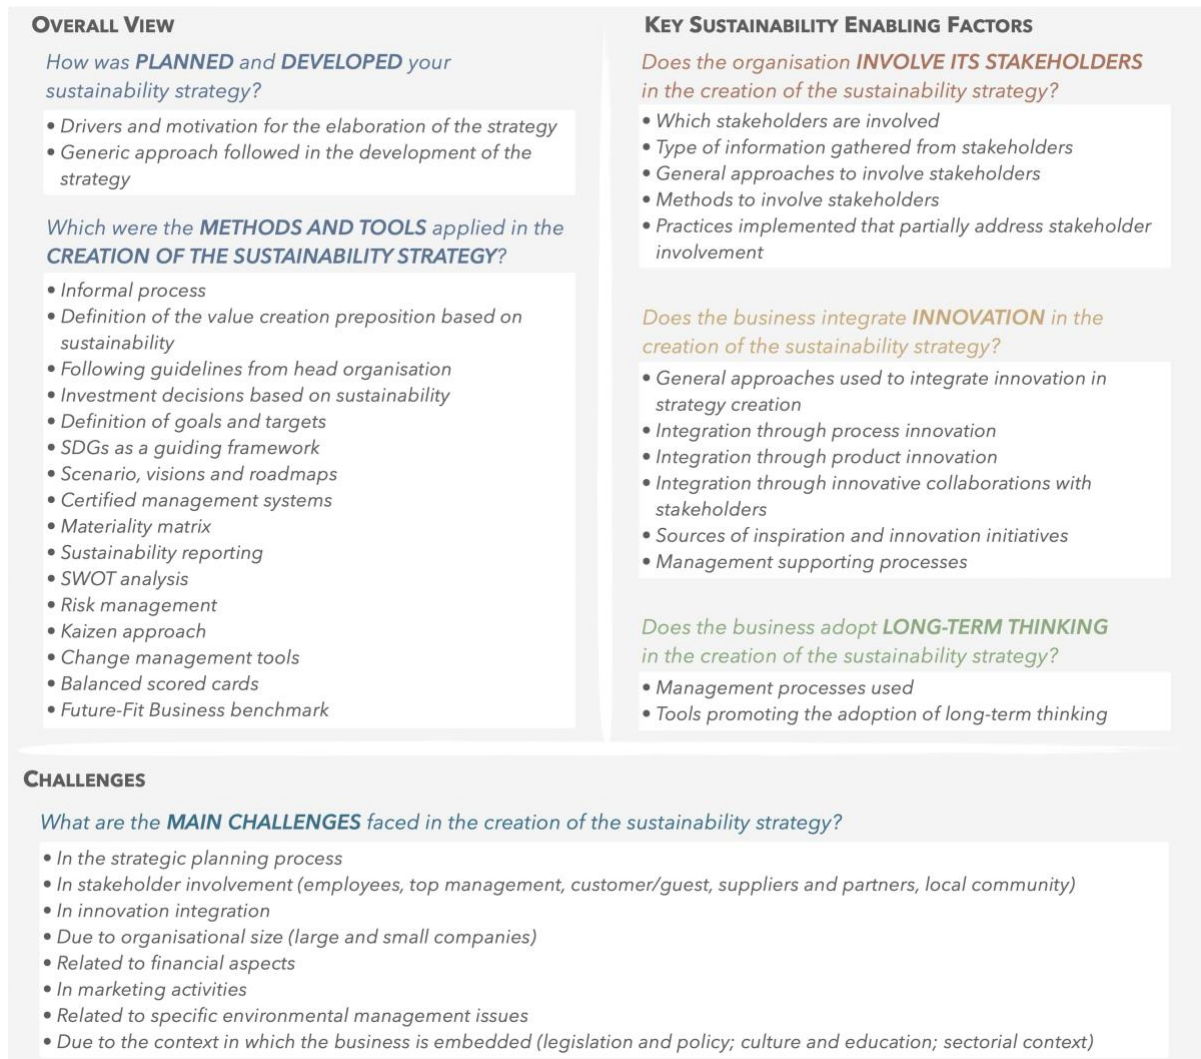 OVERALL VIEW
How was PLANNED and DEVELOPED your
sustainability strategy?
• Drivers and motivation for the elaboration of the strategy
• Generic approach followed in the development of the
strategy
Which were the METHODS AND TOOLS applied in the
CREATION OF THE SUSTAINABILITY STRATEGY?
• Informal process
• Definition of the value creation preposition based on
sustainability
• Following guidelines from head organisation
• Investment decisions based on sustainability
• Definition of goals and targets
• SDGs as a guiding framework
• Scenario, visions and roadmaps
• Certified management systems
• Materiality matrix
• Sustainability reporting
• SWOT analysis
• Risk management
• Kaizen approach
• Change management tools
• Balanced scored cards
• Future-Fit Business benchmark
KEY SUSTAINABILITY ENABLING FACTORS
Does the organisation INVOLVE ITS STAKEHOLDERS
in the creation of the sustainability strategy?
• Which stakeholders are involved
• Type of information gathered from stakeholders
• General approaches to involve stakeholders
• Methods to involve stakeholders
• Practices implemented that partially address stakeholder
involvement
Does the business integrate INNOVATION in the
creation of the sustainability strategy?
• General approaches used to integrate innovation in
strategy creation
• Integration through process innovation
• Integration through product innovation
• Integration through innovative collaborations with
stakeholders
• Sources of inspiration and innovation initiatives
• Management supporting processes
Does the business adopt LONG-TERM THINKING
in the creation of the sustainability strategy?
• Management processes used
• Tools promoting the adoption of long-term thinking
CHALLENGES
What are the MAIN CHALLENGES faced in the creation of the sustainability strategy?
• In the strategic planning process
• In stakeholder involvement (employees, top management, customer/guest, suppliers and partners, local community)
• In innovation integration
• Due to organisational size (large and small companies)
• Related to financial aspects
• In marketing activities
• Related to specific environmental management issues
• Due to the context in which the business is embedded (legislation and policy; culture and education; sectorial context)